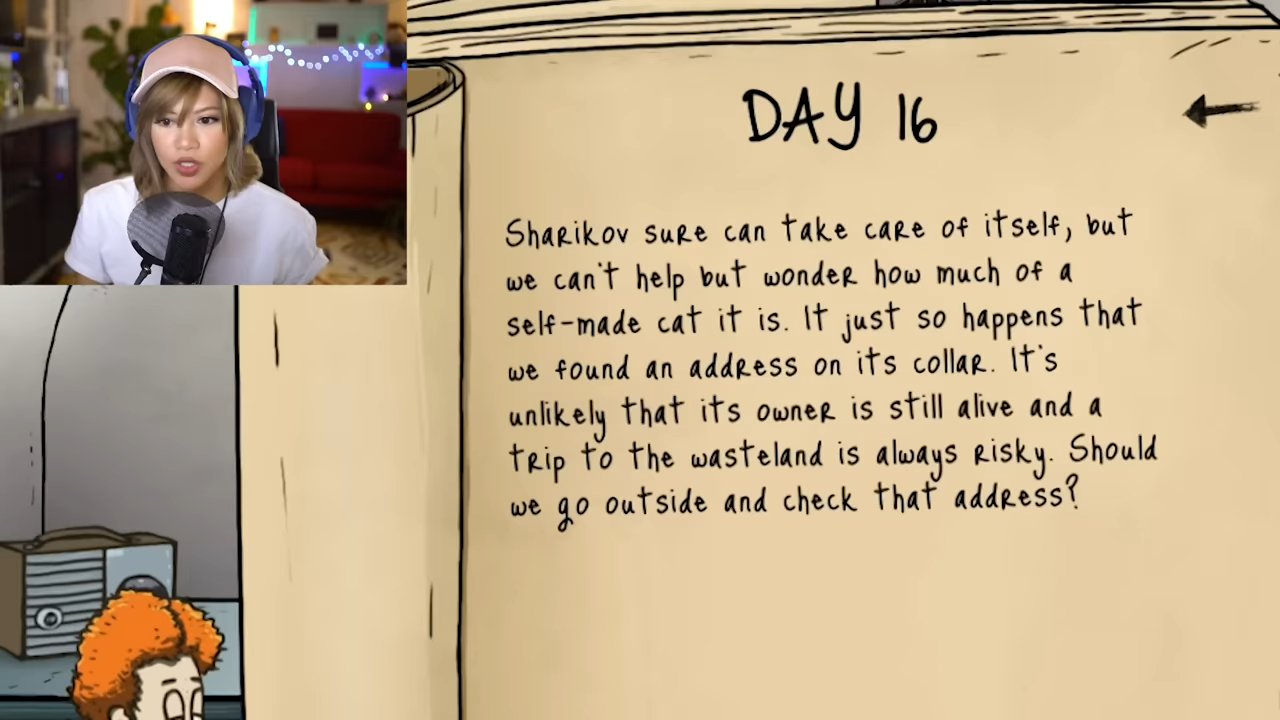 DAY 16
Sharikov sure can take care of itself, but
we can't help but wonder how much of a
self-made cat it is. It just so happens that
we found an address on its collar. It's
unlikely that its owner is still alive and a
trip to the wasteland is always risky. Should
we go outside and check that address?